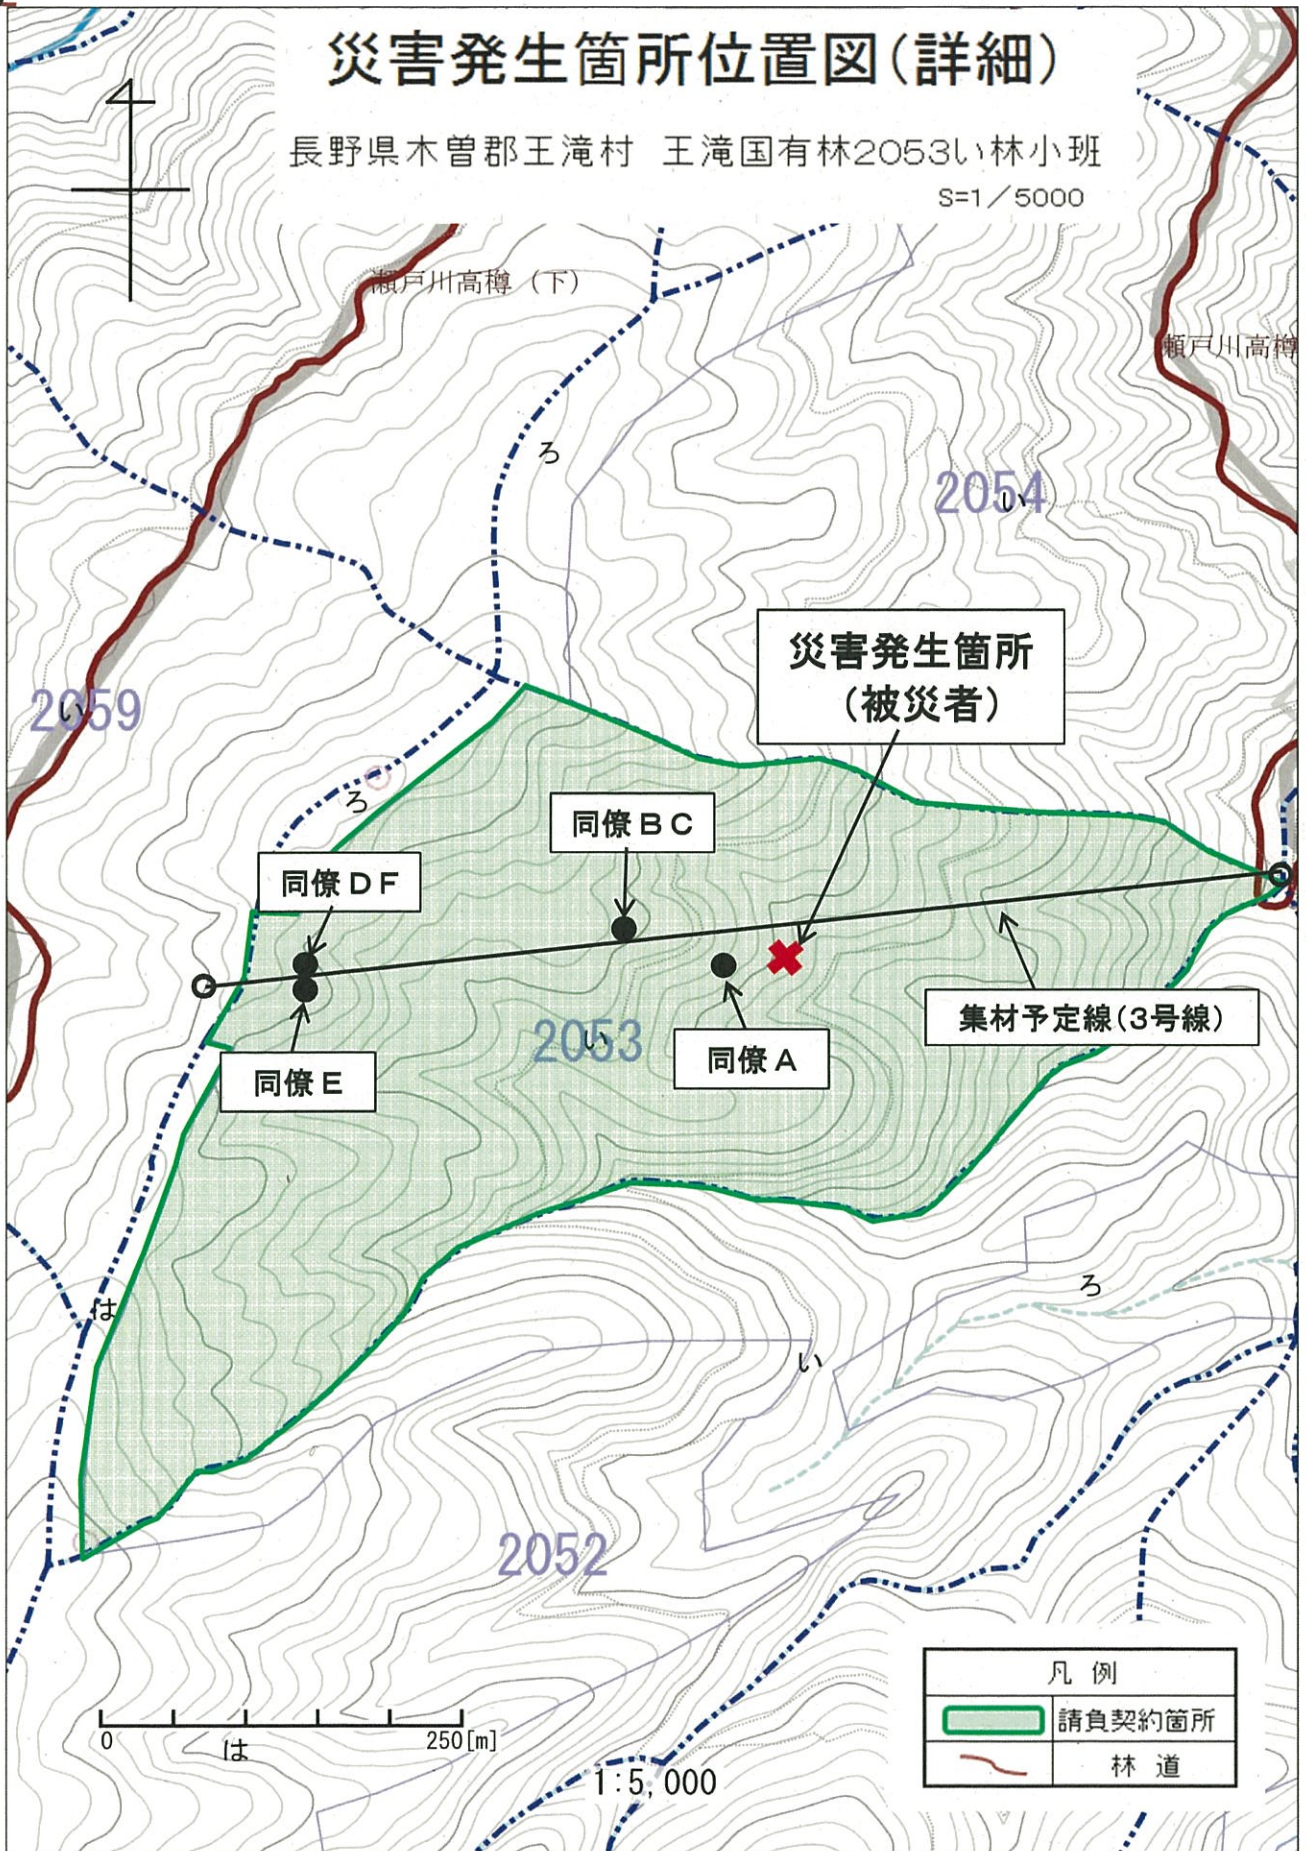 災害発生箇所位置図(詳細)
長野県木曽郡王滝村 王滝国有林2053い林小班
S=1/5000
瀬戸川高樽(下)
瀬戸川高樽
ろ
2054
い
災害発生箇所
(被災者)
2059
い
ろ
同僚BC
同僚DF
集材予定線(3号線)
2053
い
同僚A
同僚E
ろ
は
い
2052
凡例
請負契約箇所
林道
0
250[m]
は
1:5,000